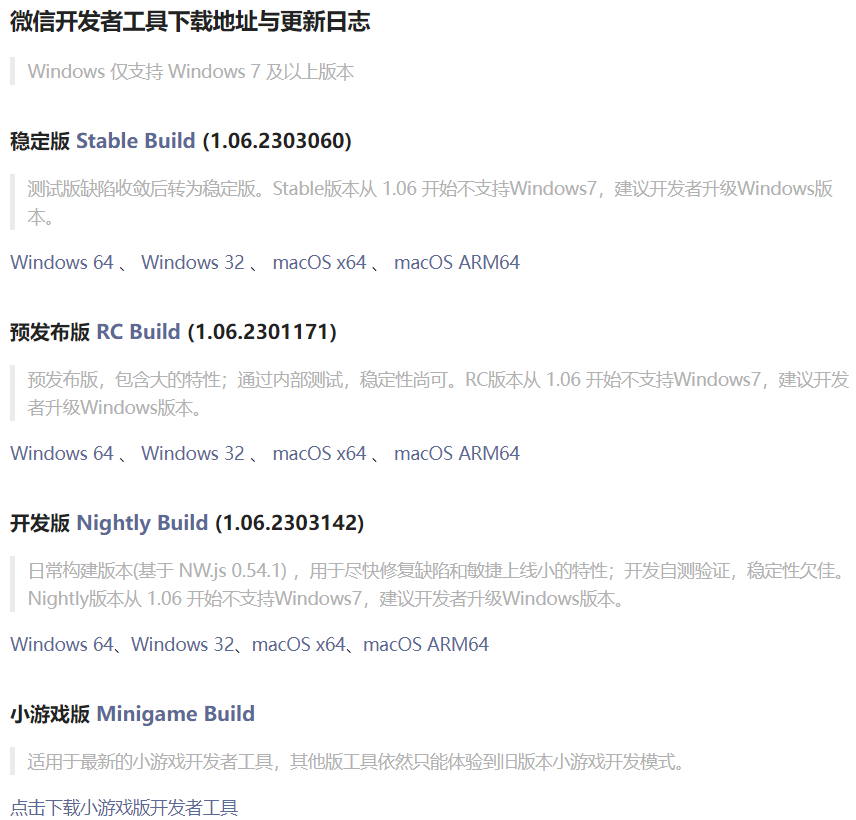 微信开发者工具下载地址与更新日志
Windows 仅支持 Windows 7 及以上版本
稳定版 Stable Build (1.06.2303060)
测试版缺陷收敛后转为稳定版。Stable版本从 1.06 开始不支持Windows7，建议开发者升级Windows版
本。
Windows 64 、 Windows 32 、 macOS x64 、 macOS ARM64
预发布版 RC Build (1.06.2301171)
预发布版，包含大的特性；通过内部测试，稳定性尚可。RC版本从 1.06 开始不支持Windows7，建议开发
者升级Windows版本。
Windows 64 、 Windows 32 、 macOS x64 、 macOS ARM64
开发版 Nightly Build (1.06.2303142)
日常构建版本(基于 NW.js 0.54.1) ，用于尽快修复缺陷和敏捷上线小的特性；开发自测验证，稳定性欠佳。
Nightly版本从 1.06 开始不支持Windows7，建议开发者升级Windows版本。
Windows 64、Windows 32、macOS x64、macOS ARM64
小游戏版 Minigame Build
适用于最新的小游戏开发者工具，其他版工具依然只能体验到旧版本小游戏开发模式。
点击下载小游戏版开发者工具